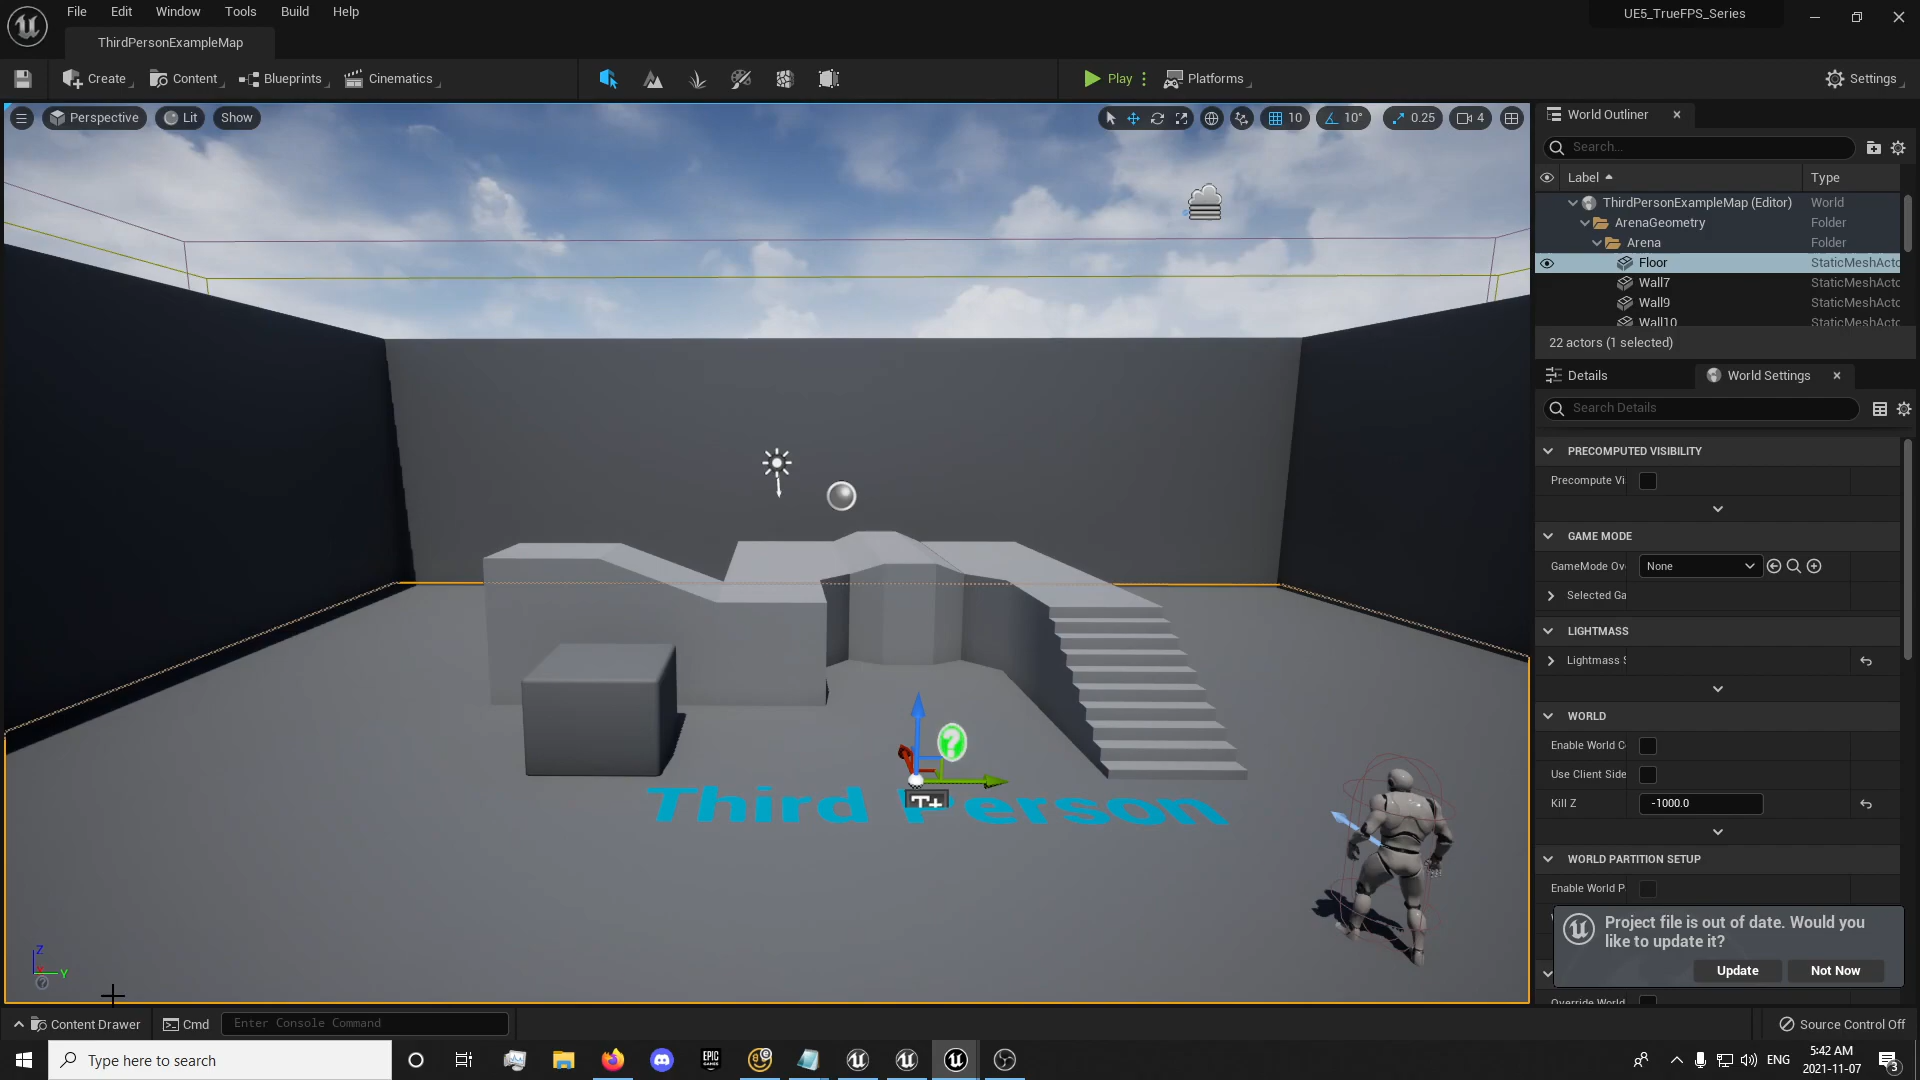 File Edit Window Tools Build Help
UE5_TrueFPS_Series
ThirdPersonExampleMap
Create
Content
Blueprints
Cinematics
Play
Platforms
Settings
Perspective
Lit
Show
10
10°
0.25
4
World Outliner
Search...
Label
Type
ThirdPersonExampleMap (Editor) World
ArenaGeometry Folder
Arena Folder
Floor StaticMeshActo
Wall7 StaticMeshActo
Wall9 StaticMeshActo
Wall10 StaticMeshActo
22 actors (1 selected)
Details
World Settings
Search Details
PRECOMPUTED VISIBILITY
Precompute Vi
GAME MODE
GameMode Ov None
Selected Ga
LIGHTMASS
Lightmass S
WORLD
Enable World C
Use Client Side
Kill Z -1000.0
WORLD PARTITION SETUP
Enable World P
Project file is out of date. Would you
like to update it?
Update
Not Now
Override World
Third Person
T+
?
Z
Y
Content Drawer
Cmd
Enter Console Command
Source Control Off
Type here to search
EPIC
GAMES
ENG
5:42 AM
2021-11-07
3